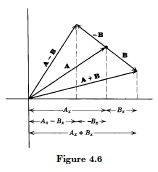 −B
A − B
B
A
A + B
Aₓ
Bₓ
Aₓ − Bₓ
−Bₓ
Aₓ + Bₓ
Figure 4.6